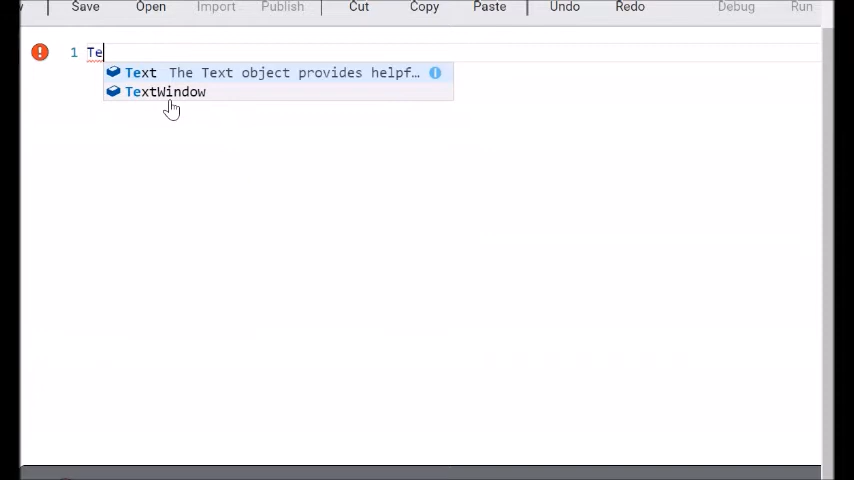 Save Open Import Publish Cut Copy Paste Undo Redo Debug Run
1 Te
Text The Text object provides helpf…
TextWindow